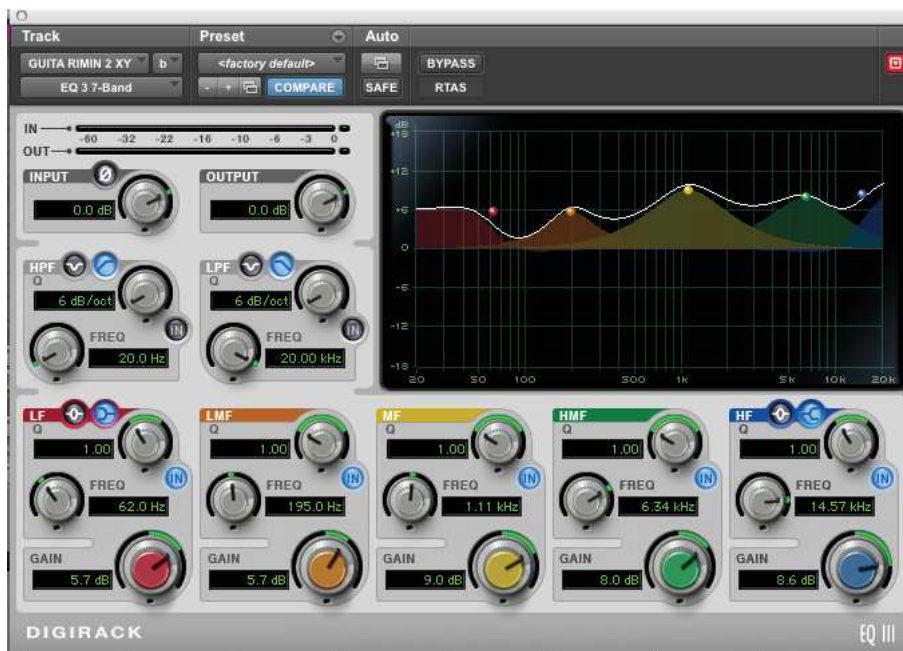 Track Preset Auto
GUITA RIMIN 2 XY b <factory default> BYPASS
EQ 3 7-Band - + COMPARE SAFE RTAS
IN
-60 -32 -22 -16 -10 -6 -3 0
OUT
INPUT Ø OUTPUT
0.0 dB 0.0 dB
HPF LPF
Q Q
6 dB/oct 6 dB/oct
IN IN
FREQ FREQ
20.0 Hz 20.00 kHz
dB
+18
+12
+6
0
-6
-12
-18
20 50 100 500 1k 5k 10k 20k
LF LMF MF HMF HF
Q Q Q Q Q
1.00 1.00 1.00 1.00 1.00
IN IN IN IN IN
FREQ FREQ FREQ FREQ FREQ
62.0 Hz 195.0 Hz 1.11 kHz 6.34 kHz 14.57 kHz
GAIN GAIN GAIN GAIN GAIN
5.7 dB 5.7 dB 9.0 dB 8.0 dB 8.6 dB
DIGIRACK EQ III